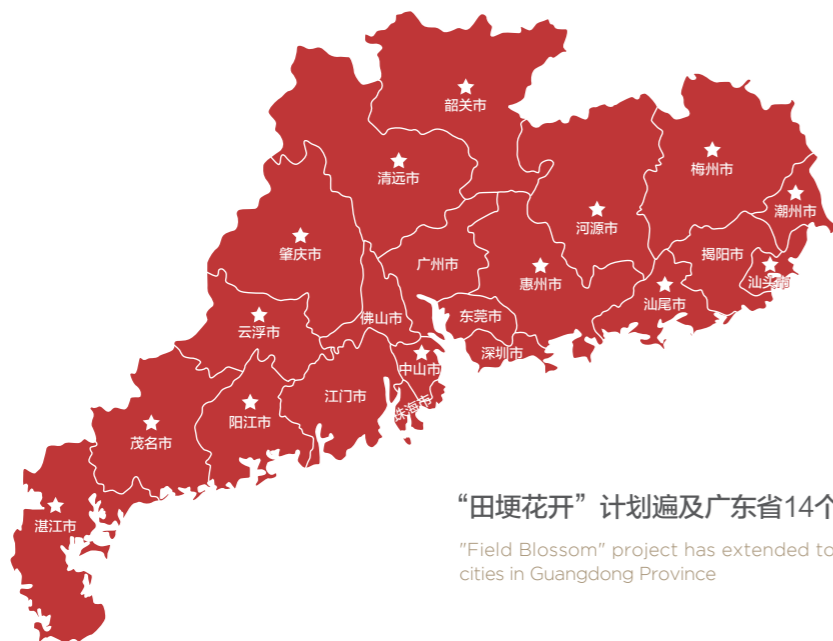 韶关市
梅州市
清远市
潮州市
河源市
肇庆市
广州市
揭阳市
惠州市
汕头市
汕尾市
佛山市
东莞市
云浮市
深圳市
中山市
江门市
珠海市
阳江市
茂名市
湛江市
“田埂花开”计划遍及广东省14个
"Field Blossom" project has extended to
cities in Guangdong Province